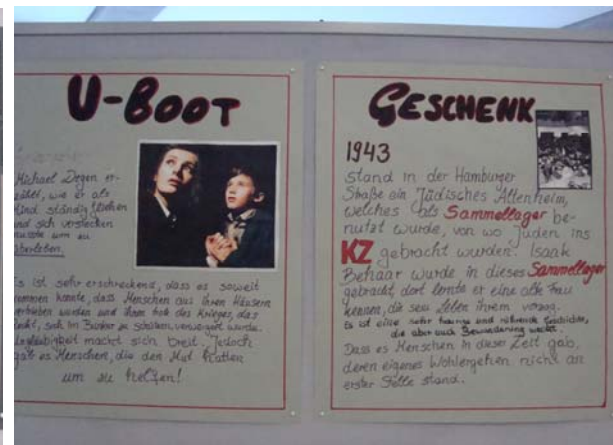 U-BOOT
Michael Degen er-
zählt, wie er als
Kind ständig fliehen
und sich verstecken
musste um zu
überleben.
Es ist sehr erschreckend, dass es soweit
kommen konnte, dass Menschen aus ihren Häusern
vertrieben wurden und ihnen trotz des Krieges, das
Recht, sich im Bunker zu schützen, verweigert wurde.
Ungläubigkeit macht sich breit. Jedoch
gab es Menschen, die den Mut hatten
um zu helfen!
GESCHENK
1943
stand in der Hamburger
Straße ein Jüdisches Altenheim,
welches als Sammellager be-
nutzt wurde, von wo Juden ins
KZ gebracht wurden. Isaak
Behaar wurde in dieses Sammellager
gebracht, dort lernte er eine alte Frau
kennen, die sein Leben ihrem vorzog.
Es ist eine sehr traurige und rührende Geschichte,
die aber auch Bewunderung weckt.
Dass es Menschen in dieser Zeit gab,
deren eigenes Wohlergehen nicht an
erster Stelle stand.